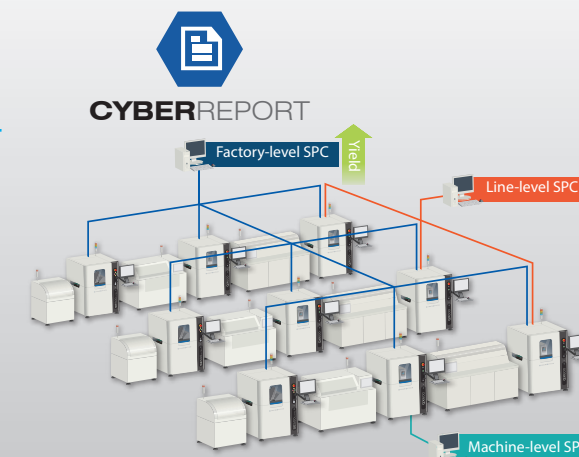 CYBERREPORT
Factory-level SPC
Yield
Line-level SPC
Machine-level SP